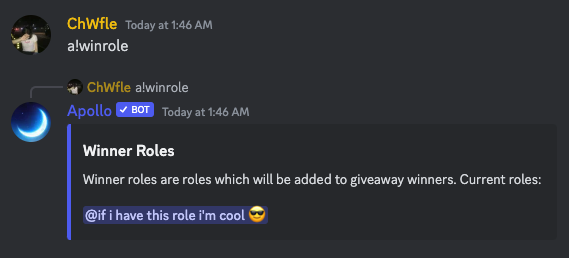 ChWfle Today at 1:46 AM
a!winrole
ChWfle a!winrole
Apollo ✓ BOT Today at 1:46 AM
Winner Roles
Winner roles are roles which will be added to giveaway winners. Current roles:
@if i have this role i'm cool 😎